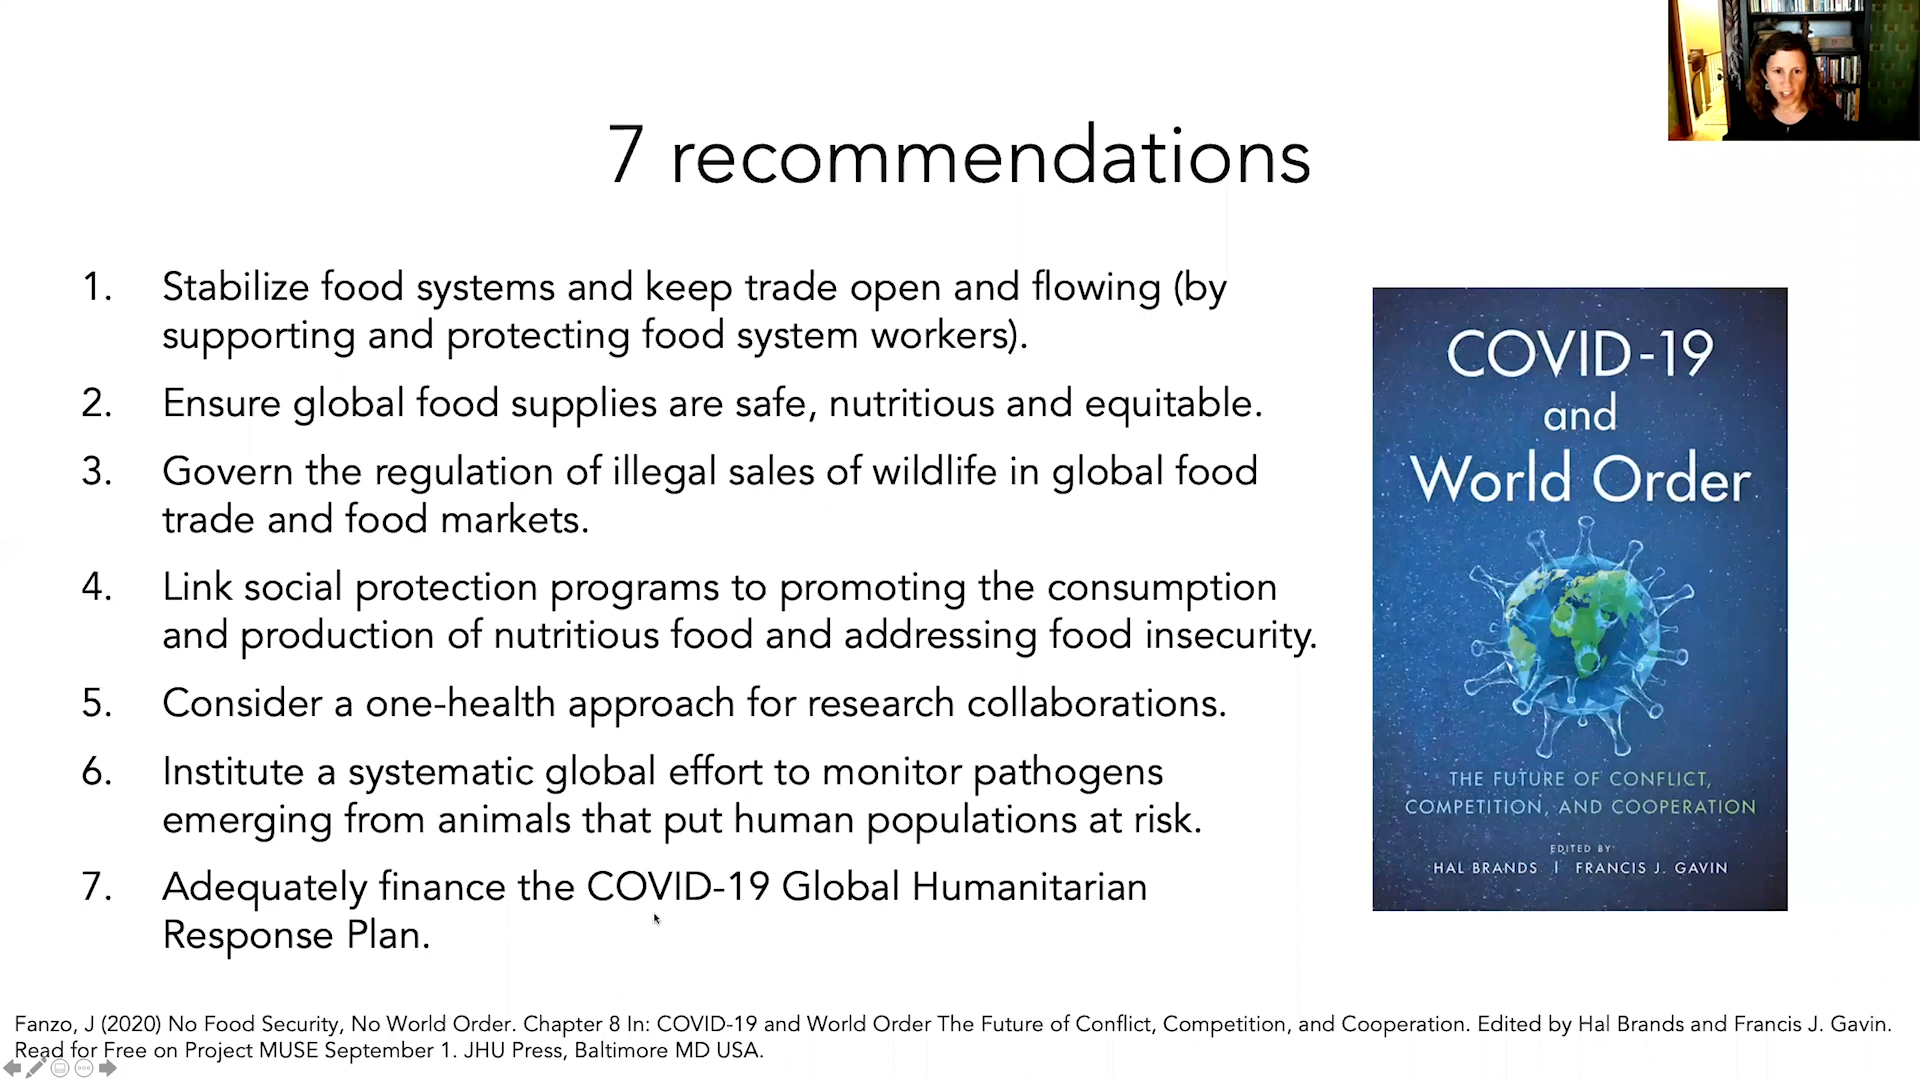 7 recommendations
1. Stabilize food systems and keep trade open and flowing (by
supporting and protecting food system workers).
2. Ensure global food supplies are safe, nutritious and equitable.
3. Govern the regulation of illegal sales of wildlife in global food
trade and food markets.
4. Link social protection programs to promoting the consumption
and production of nutritious food and addressing food insecurity.
5. Consider a one-health approach for research collaborations.
6. Institute a systematic global effort to monitor pathogens
emerging from animals that put human populations at risk.
7. Adequately finance the COVID-19 Global Humanitarian
Response Plan.
COVID-19
and
World Order
THE FUTURE OF CONFLICT,
COMPETITION, AND COOPERATION
EDITED BY
HAL BRANDS | FRANCIS J. GAVIN
Fanzo, J (2020) No Food Security, No World Order. Chapter 8 In: COVID-19 and World Order The Future of Conflict, Competition, and Cooperation. Edited by Hal Brands and Francis J. Gavin.
Read for Free on Project MUSE September 1. JHU Press, Baltimore MD USA.